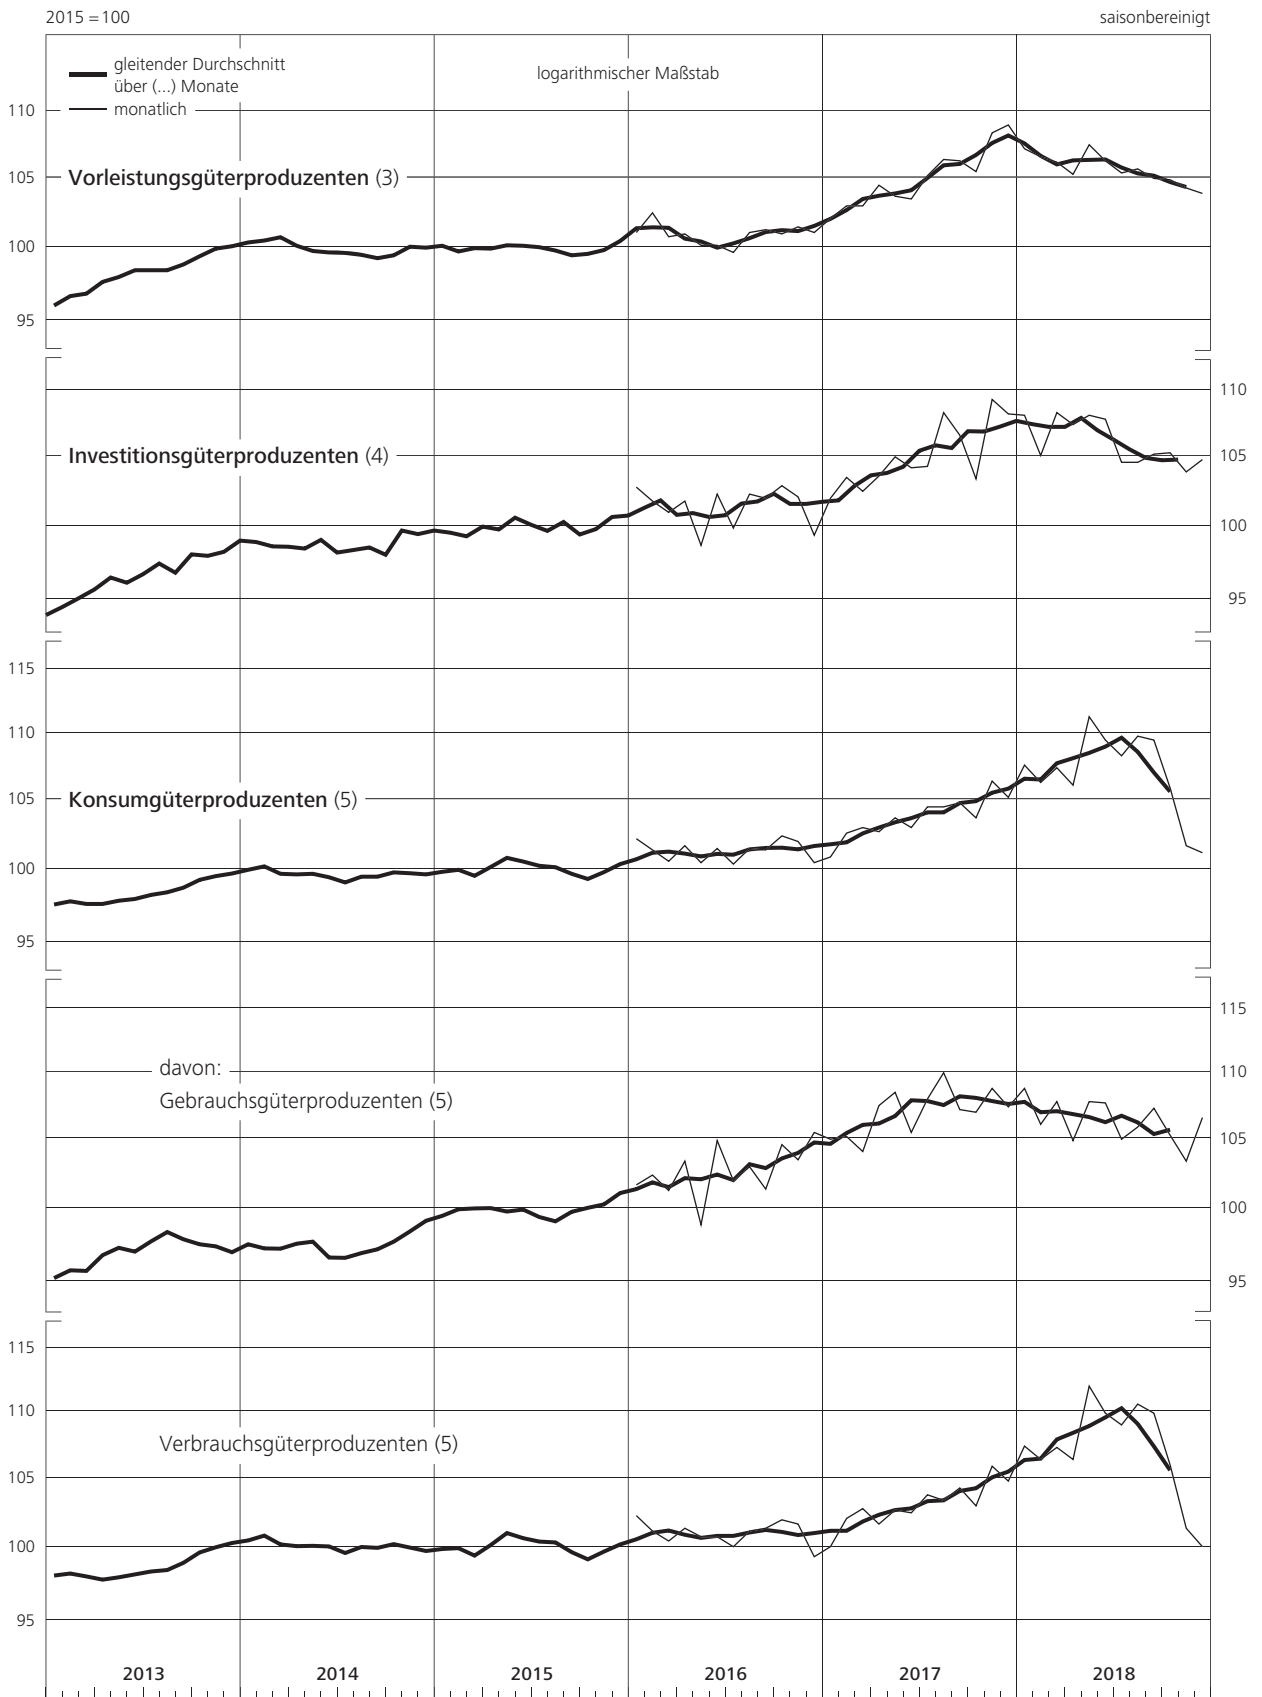 2015 = 100
saisonbereinigt
gleitender Durchschnitt
über (...) Monate
monatlich
logarithmischer Maßstab
110
105
100
95
Vorleistungsgüterproduzenten (3)
110
105
100
95
Investitionsgüterproduzenten (4)
115
110
105
100
95
Konsumgüterproduzenten (5)
115
110
105
100
95
davon:
Gebrauchsgüterproduzenten (5)
115
110
105
100
95
Verbrauchsgüterproduzenten (5)
2013 2014 2015 2016 2017 2018